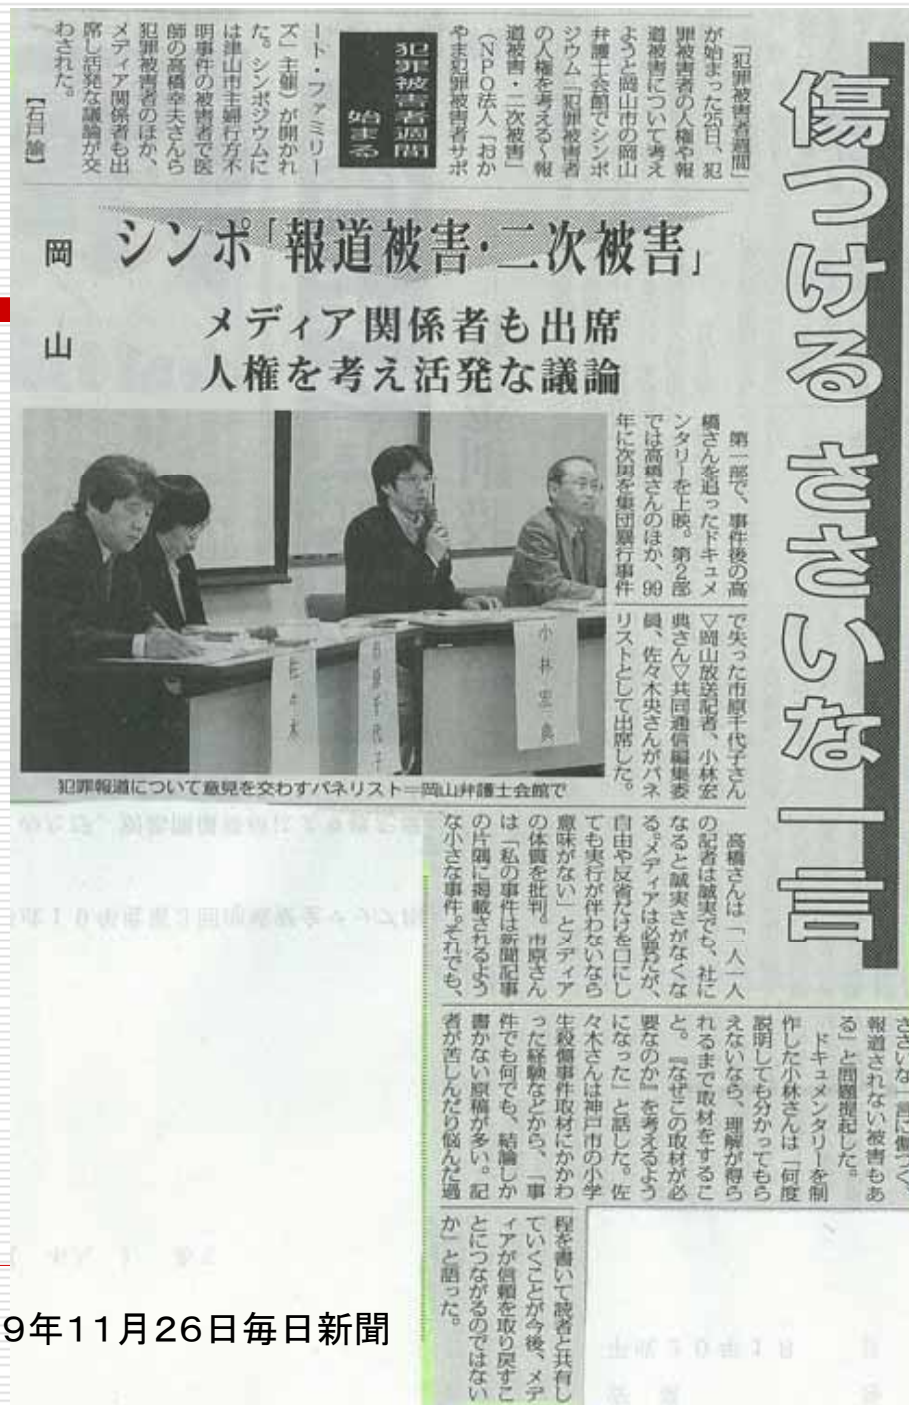 傷つける ささいな一言
「犯罪被害者週間」
が始まった25日、犯
罪被害者の人権や報
道被害について考え
ようと岡山市の岡山
弁護士会館でシンポ
ジウム「犯罪被害者
の人権を考える〜報
道被害・二次被害」
（NPO法人「おか
やま犯罪被害者サポ
犯罪被害者週間
始まる
ート・ファミリー
ズ」主催）が開かれ
た。シンポジウムに
は津山市主婦行方不
明事件の被害者で医
師の高橋幸夫さんら
犯罪被害者のほか、
メディア関係者も出
席し活発な議論が交
わされた。
【石戸諭】
シンポ「報道被害・二次被害」
岡山
メディア関係者も出席
人権を考え活発な議論
第一部で、事件後の高
橋さんを追ったドキュメ
ンタリーを上映。第2部
では高橋さんのほか、99
年に次男を集団暴行事件
で失った市原千代子さん
▽岡山放送記者、小林宏
典さん▽共同通信編集委
員、佐々木央さんがパネ
リストとして出席した。
佐々木
市原千代子
小林宏典
犯罪報道について意見を交わすパネリスト＝岡山弁護士会館で
高橋さんは「一人一人
の記者は誠実でも、社に
なると誠実さがなくな
る。メディアは必要だが、
自由や反省だけを口にし
ても実行が伴わないなら
意味がない」とメディア
の体質を批判。市原さん
は「私の事件は新聞記事
の片隅に掲載されるよう
な小さな事件。それでも、
ささいな一言に傷つく、
報道されない被害もあ
る」と問題提起した。
ドキュメンタリーを制
作した小林さんは「何度
説明しても分かってもら
えないなら、理解が得ら
れるまで取材をするこ
と。『なぜこの取材が必
要なのか』を考えるよう
になった」と話した。佐
々木さんは神戸市の小学
生殺傷事件取材にかかわ
った経験などから、「事
件でも何でも、結論しか
書かない原稿が多い。記
者が苦しんだり悩んだ過
程を書いて読者と共有し
ていくことが今後、メデ
ィアが信頼を取り戻すこ
とにつながるのではない
か」と語った。
9年11月26日毎日新聞